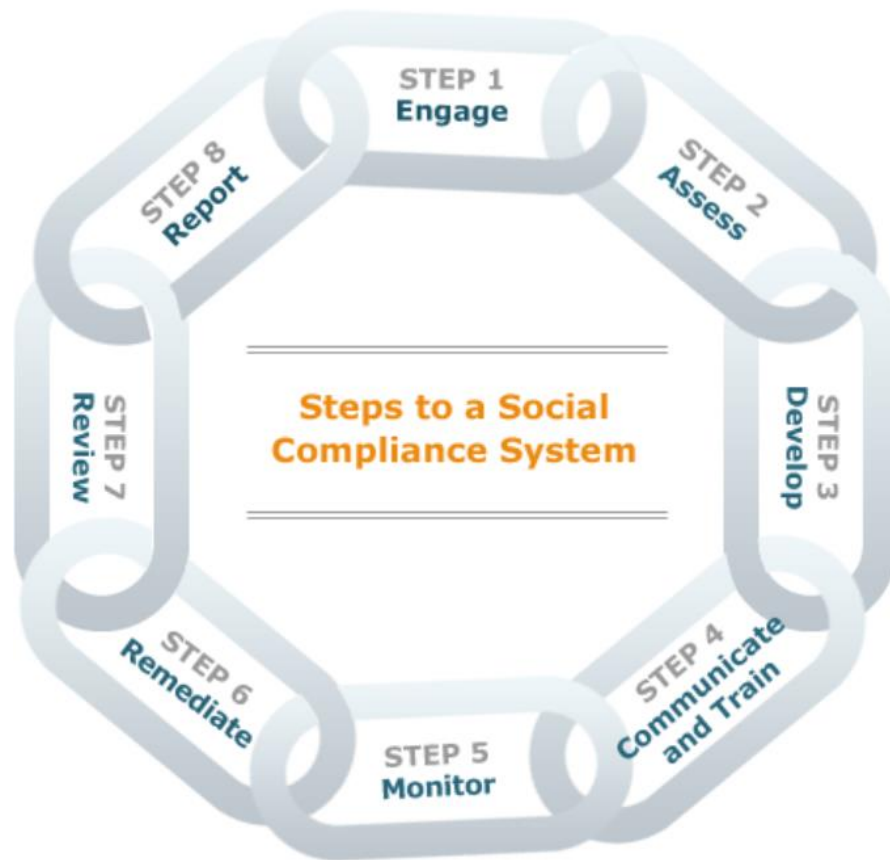 STEP 1
Engage
STEP 2
Assess
STEP 3
Develop
STEP 4
Communicate
and Train
STEP 5
Monitor
STEP 6
Remediate
STEP 7
Review
STEP 8
Report
Steps to a Social
Compliance System